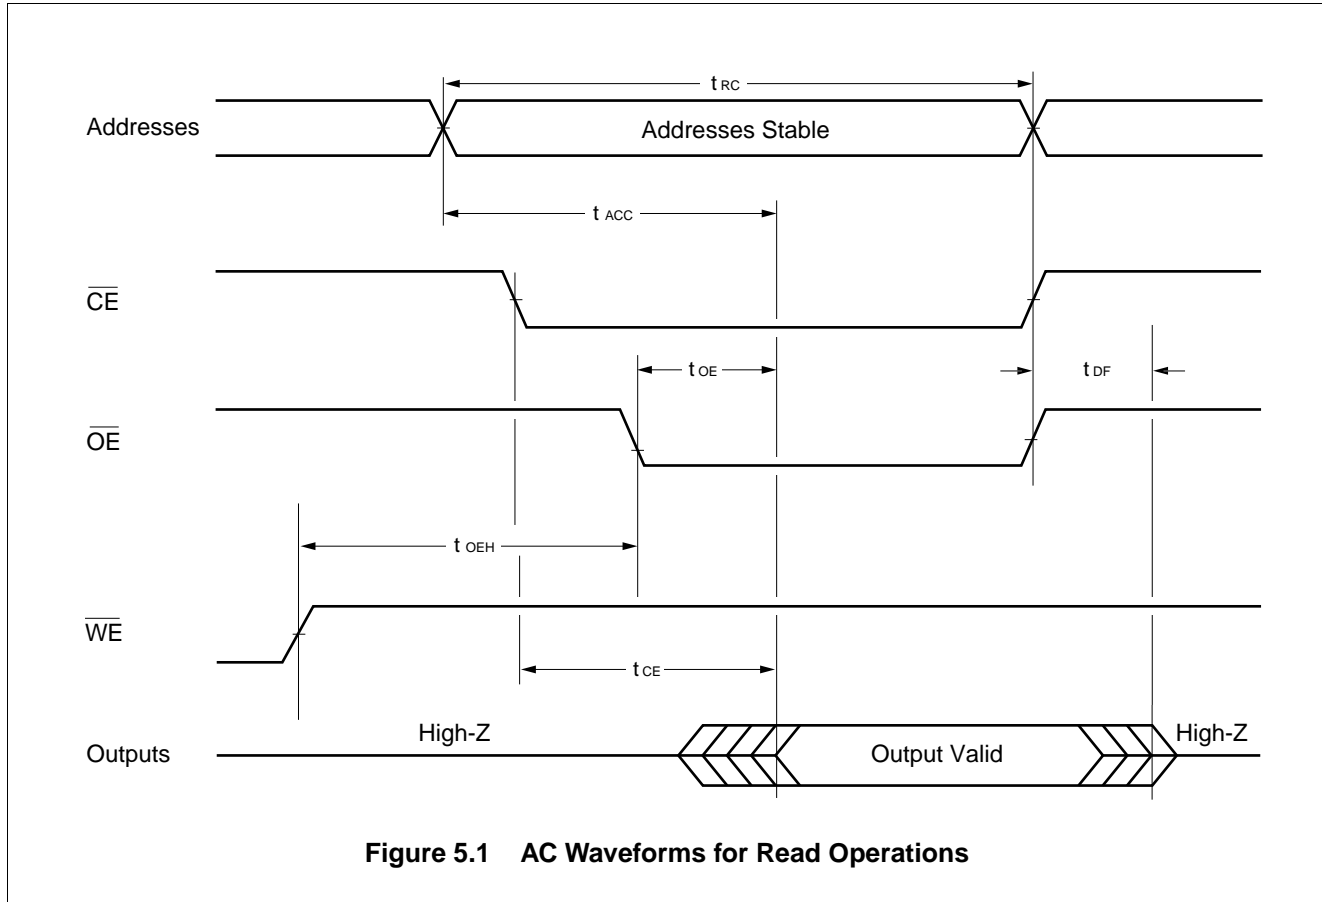 t RC
Addresses
Addresses Stable
t ACC
CE
t OE
t DF
OE
t OEH
WE
t CE
High-Z
High-Z
Outputs
Output Valid
Figure 5.1 AC Waveforms for Read Operations